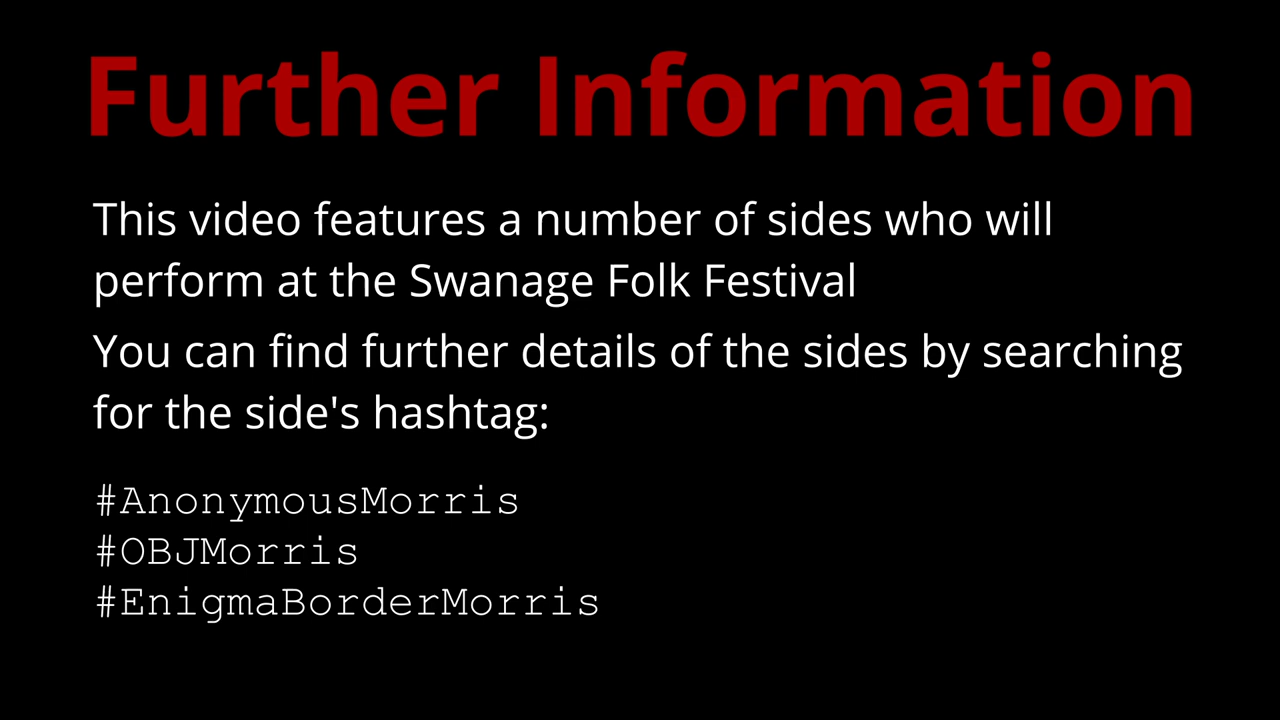 Further Information
This video features a number of sides who will
perform at the Swanage Folk Festival
You can find further details of the sides by searching
for the side's hashtag:
#AnonymousMorris
#OBJMorris
#EnigmaBorderMorris